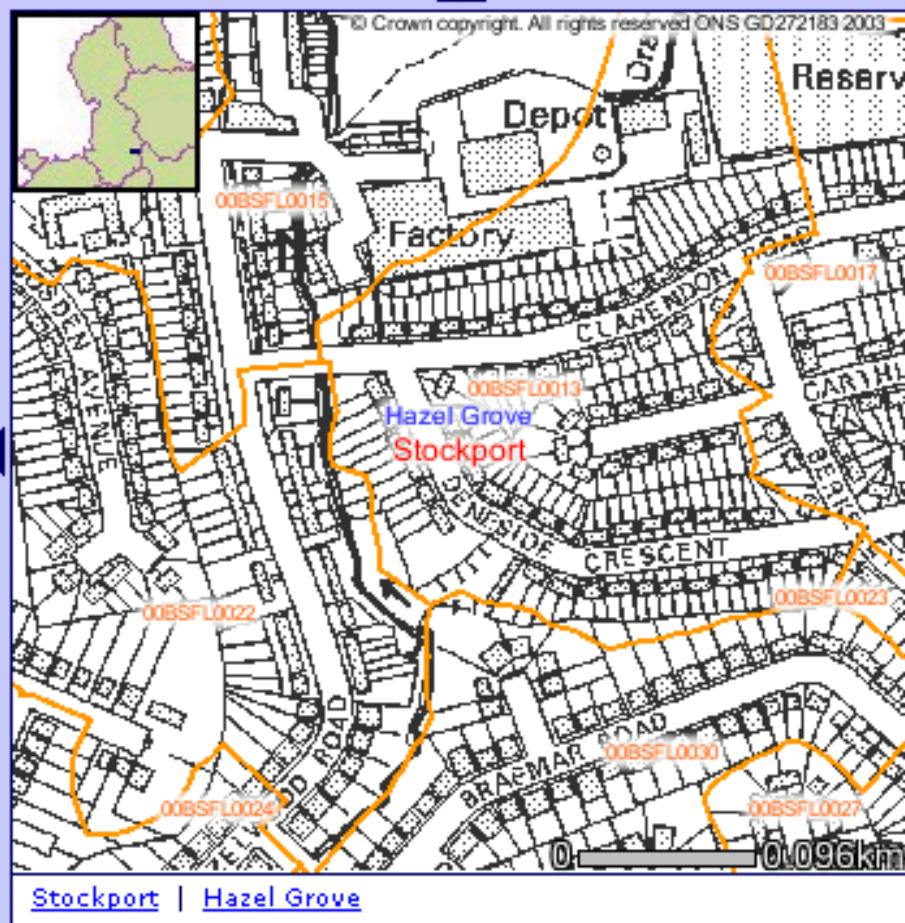 © Crown copyright. All rights reserved ONS GD272183 2003
Reserv
Depot
00BSFL0015
Factory
00BSFL0017
CLARENDON
00BSFL0013
Hazel Grove
Stockport
DEN AVENUE
DENESIDE CRESCENT
00BSFL0022
00BSFL0023
ROAD
BRAEMAR ROAD
00BSFL0030
00BSFL0024
00BSFL0027
0 0.096km
Stockport | Hazel Grove